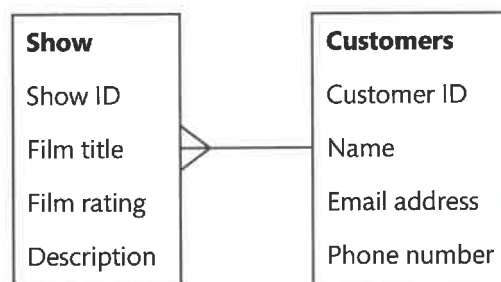 Show
Show ID
Film title
Film rating
Description
Customers
Customer ID
Name
Email address
Phone number